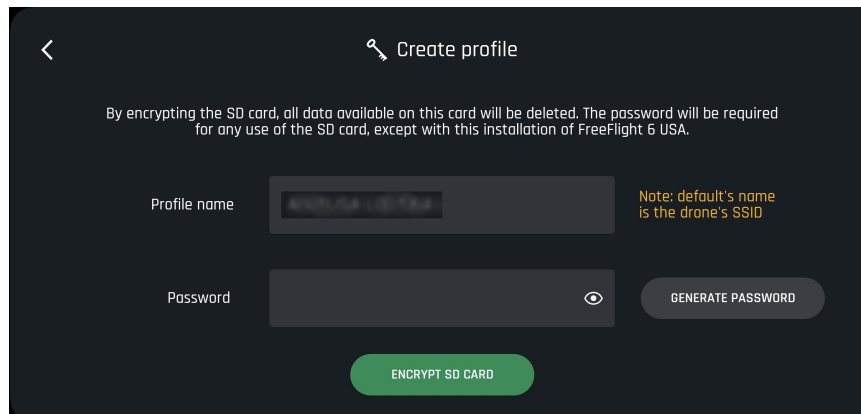 Create profile
By encrypting the SD card, all data available on this card will be deleted. The password will be required
for any use of the SD card, except with this installation of FreeFlight 6 USA.
Profile name
Note: default's name
is the drone's SSID
Password
GENERATE PASSWORD
ENCRYPT SD CARD